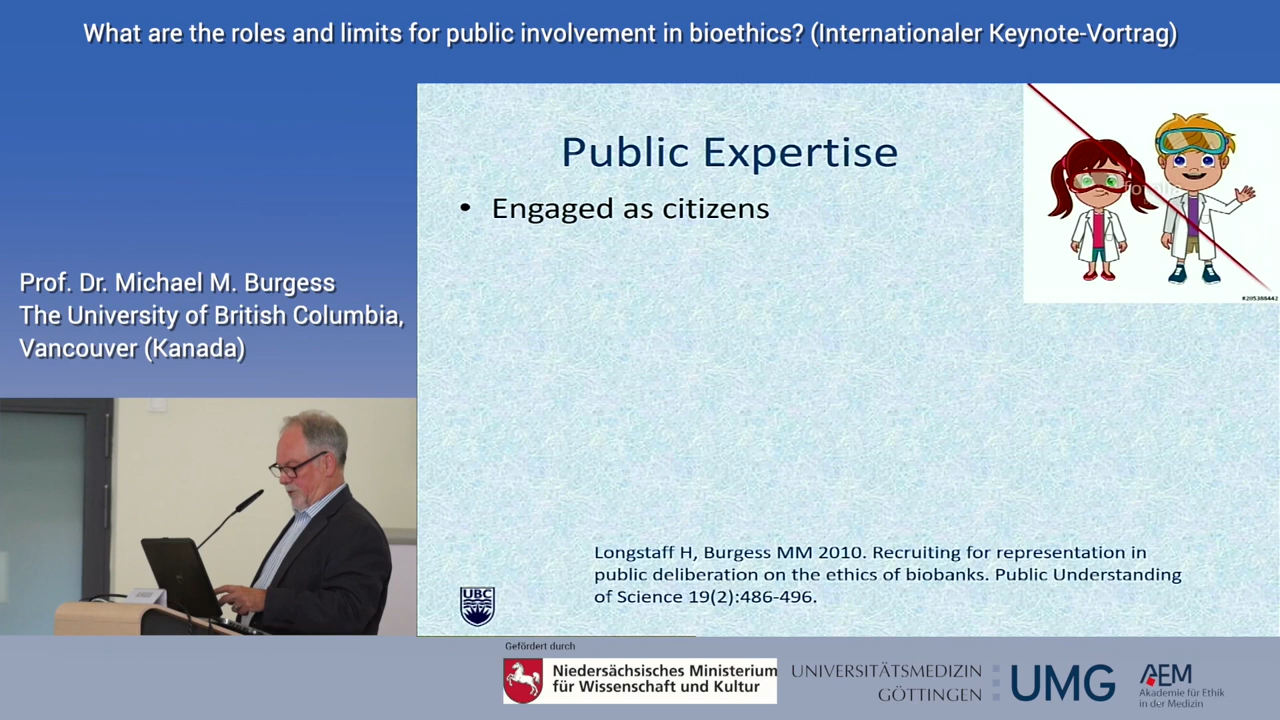 What are the roles and limits for public involvement in bioethics? (Internationaler Keynote-Vortrag)
Prof. Dr. Michael M. Burgess
The University of British Columbia,
Vancouver (Kanada)
Public Expertise
• Engaged as citizens
#205388442
Longstaff H, Burgess MM 2010. Recruiting for representation in
public deliberation on the ethics of biobanks. Public Understanding
of Science 19(2):486-496.
UBC
Gefördert durch
Niedersächsisches Ministerium
für Wissenschaft und Kultur
UNIVERSITÄTSMEDIZIN
GÖTTINGEN
UMG
AEM
Akademie für Ethik
in der Medizin